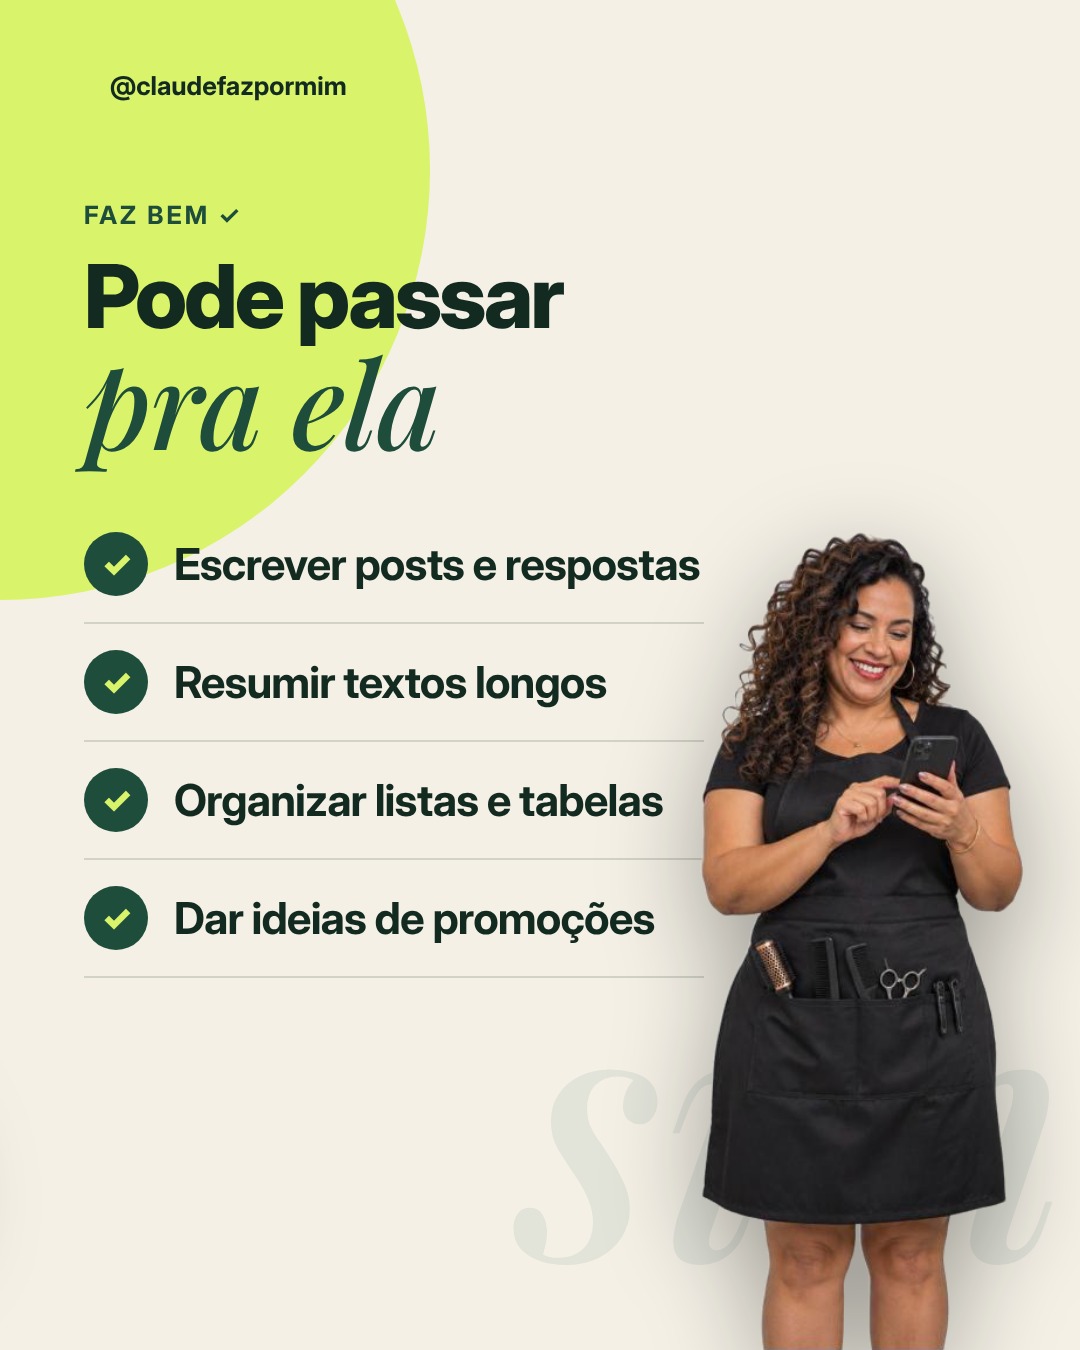 @claudefazpormim
FAZ BEM ✓
Pode passar
pra ela
Escrever posts e respostas
Resumir textos longos
Organizar listas e tabelas
Dar ideias de promoções